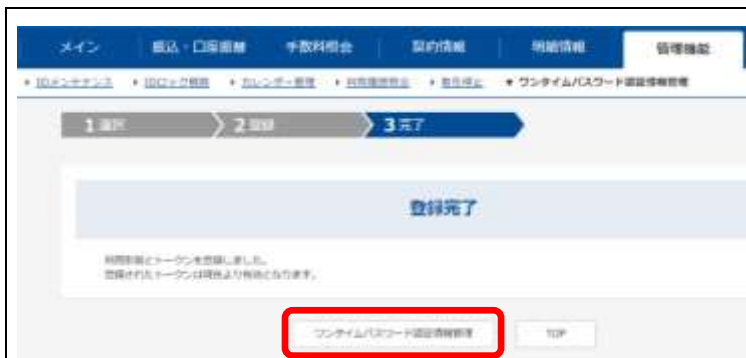 メイン 振込・口座振替 手数料照会 契約情報 明細情報 管理機能
IDメンテナンス IDロック解除 カレンダー管理 利用履歴照会 取引停止 ワンタイムパスワード認証情報管理
1 選択 2 登録 3 完了
登録完了
利用者様とトークンを登録しました。
登録されたトークンは現在より有効となります。
ワンタイムパスワード認証情報管理 TOP